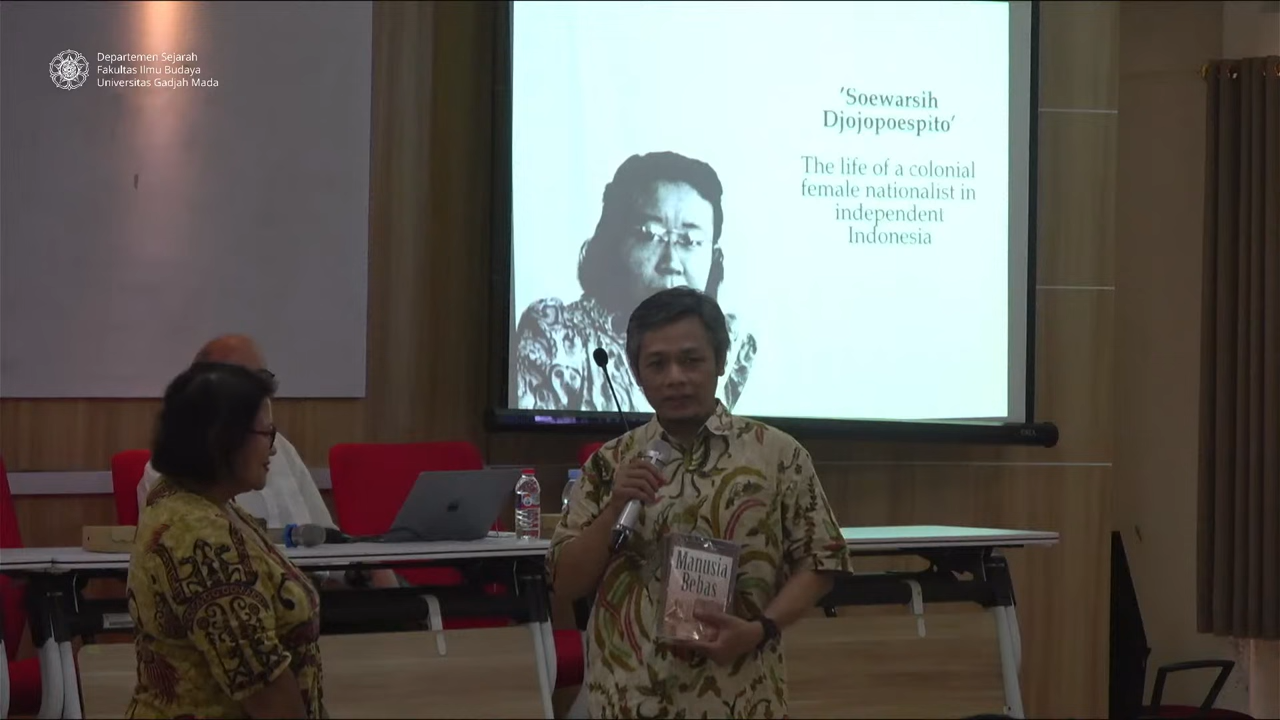 Departemen Sejarah
Fakultas Ilmu Budaya
Universitas Gadjah Mada
'Soewarsih
Djojopoespito'
The life of a colonial
female nationalist in
independent
Indonesia
Manusia
Bebas